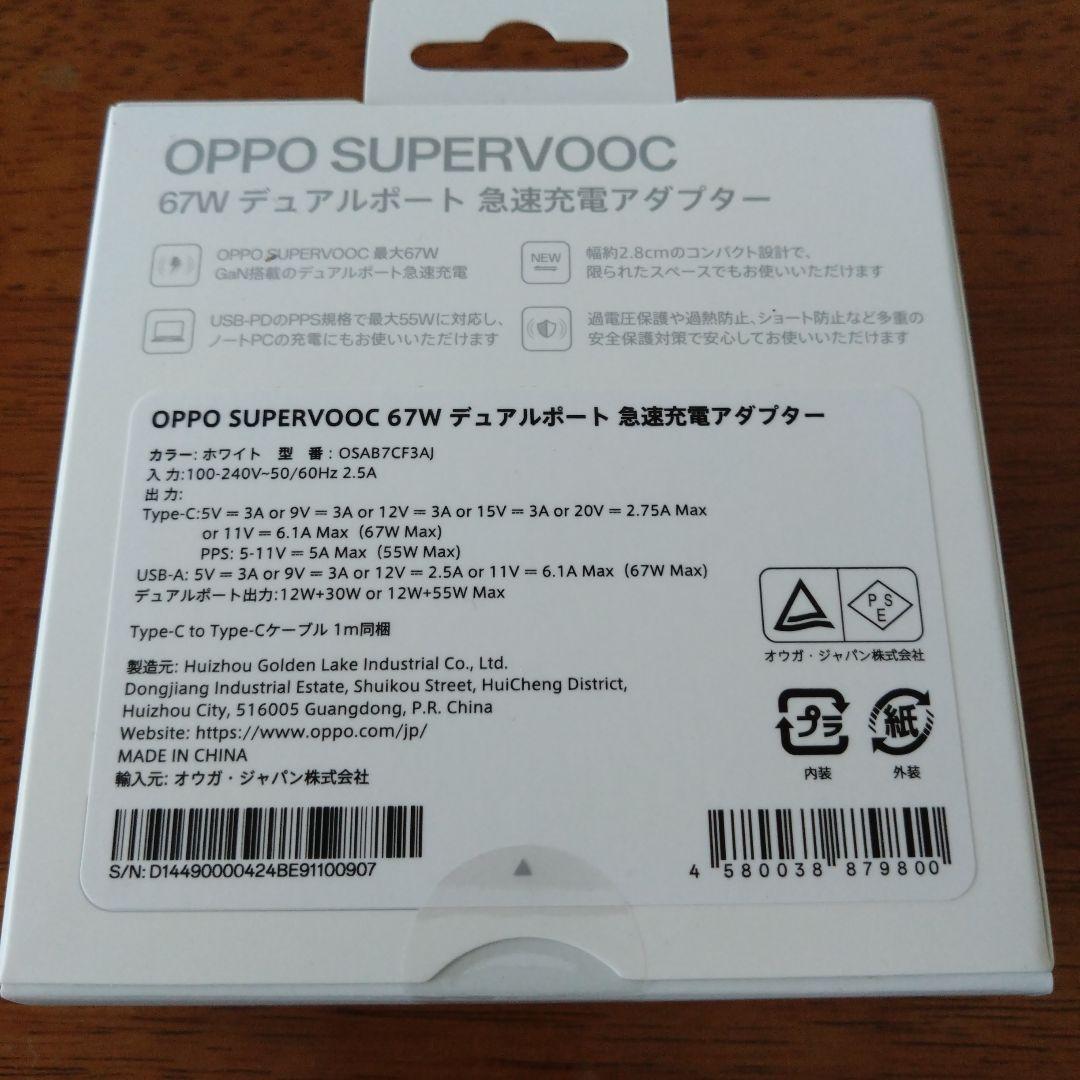 OPPO SUPERVOOC
67W デュアルポート 急速充電アダプター
OPPO SUPERVOOC 最大67W
GaN搭載のデュアルポート急速充電
NEW
幅約2.8cmのコンパクト設計で、
限られたスペースでもお使いいただけます
USB-PDのPPS規格で最大55Wに対応し、
ノートPCの充電にもお使いいただけます
過電圧保護や過熱防止、ショート防止など多重の
安全保護対策で安心してお使いいただけます
OPPO SUPERVOOC 67W デュアルポート 急速充電アダプター
カラー: ホワイト 型 番 : OSAB7CF3AJ
入 力:100-240V~50/60Hz 2.5A
出 力:
Type-C:5V = 3A or 9V = 3A or 12V = 3A or 15V = 3A or 20V = 2.75A Max
or 11V = 6.1A Max (67W Max)
PPS: 5-11V = 5A Max (55W Max)
USB-A: 5V = 3A or 9V = 3A or 12V = 2.5A or 11V = 6.1A Max (67W Max)
デュアルポート出力:12W+30W or 12W+55W Max
Type-C to Type-Cケーブル 1m同梱
製造元: Huizhou Golden Lake Industrial Co., Ltd.
Dongjiang Industrial Estate, Shuikou Street, HuiCheng District,
Huizhou City, 516005 Guangdong, P.R. China
Website: https://www.oppo.com/jp/
MADE IN CHINA
輸入元: オウガ・ジャパン株式会社
PSE
オウガ・ジャパン株式会社
プラ
紙
内装
外装
S/N: D14490000424BE91100907
4 580038 879800